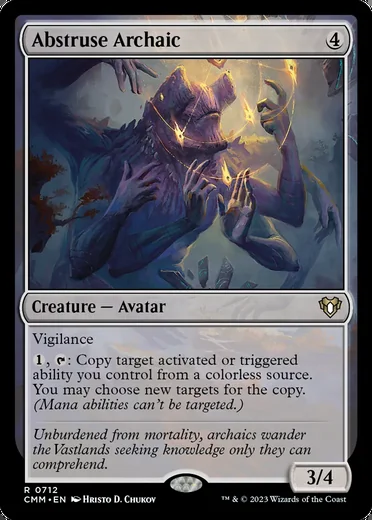 Abstruse Archaic 4
Creature — Avatar
Vigilance
1, T: Copy target activated or triggered
ability you control from a colorless source.
You may choose new targets for the copy.
(Mana abilities can't be targeted.)
Unburdened from mortality, archaics wander
the Vastlands seeking knowledge only they can
comprehend.
3/4
R 0712
CMM • EN Hristo D. Chukov
™ & © 2023 Wizards of the Coast